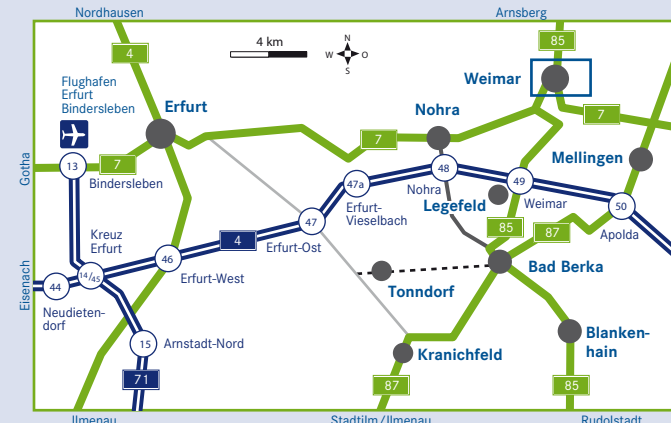 Nordhausen
Arnsberg
4
85
4 km
N
W
O
S
Weimar
Flughafen
Erfurt
Bindersleben
Erfurt
Nohra
7
7
Gotha
13
7
Bindersleben
Mellingen
48
Nohra
47a
Erfurt-
Vieselbach
49
Weimar
Legefeld
50
Apolda
85
87
47
Erfurt-Ost
4
Kreuz
Erfurt
46
Erfurt-West
Bad Berka
Eisenach
44
14/45
Neudieten-
dorf
Tonndorf
15
Arnstadt-Nord
Blanken-
hain
Kranichfeld
71
87
85
Ilmenau
Stadtilm/Ilmenau
Rudolstadt